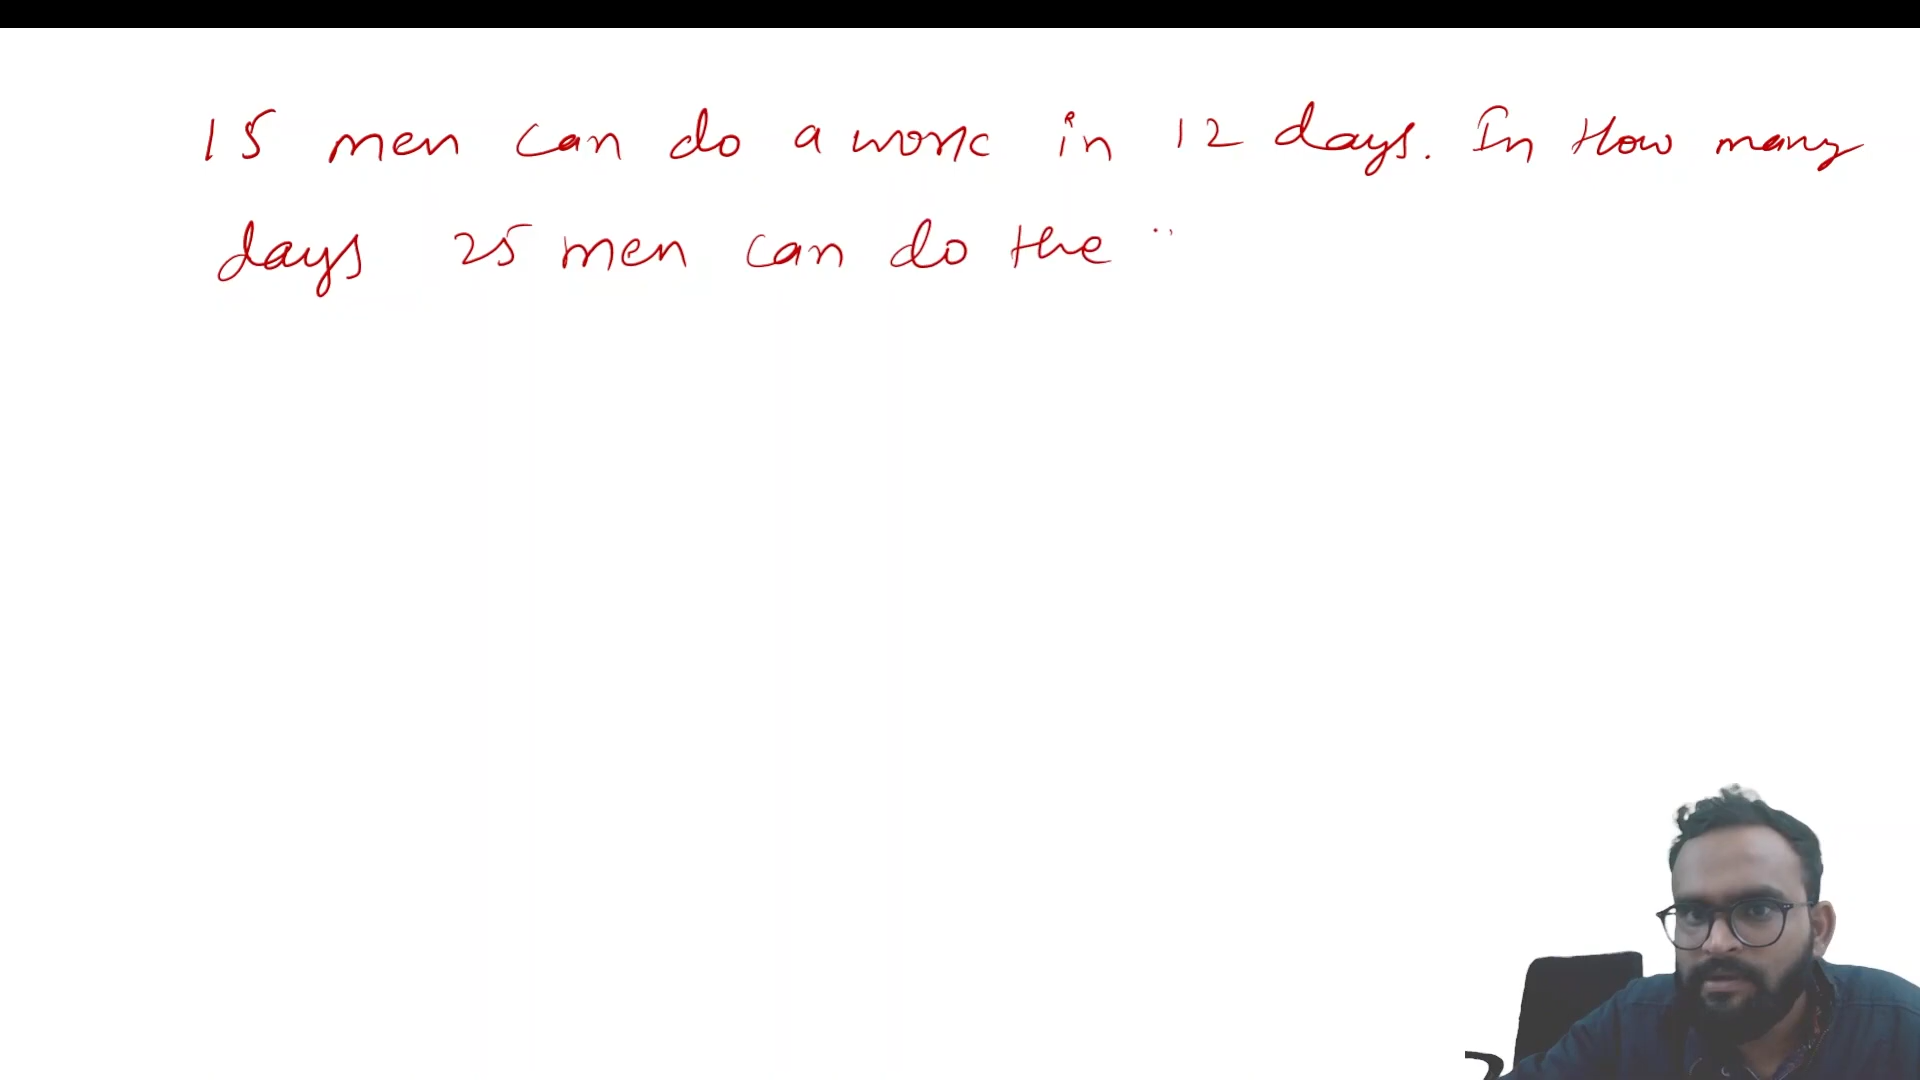 15 men can do a work in 12 days. In How many
days 25 men can do the